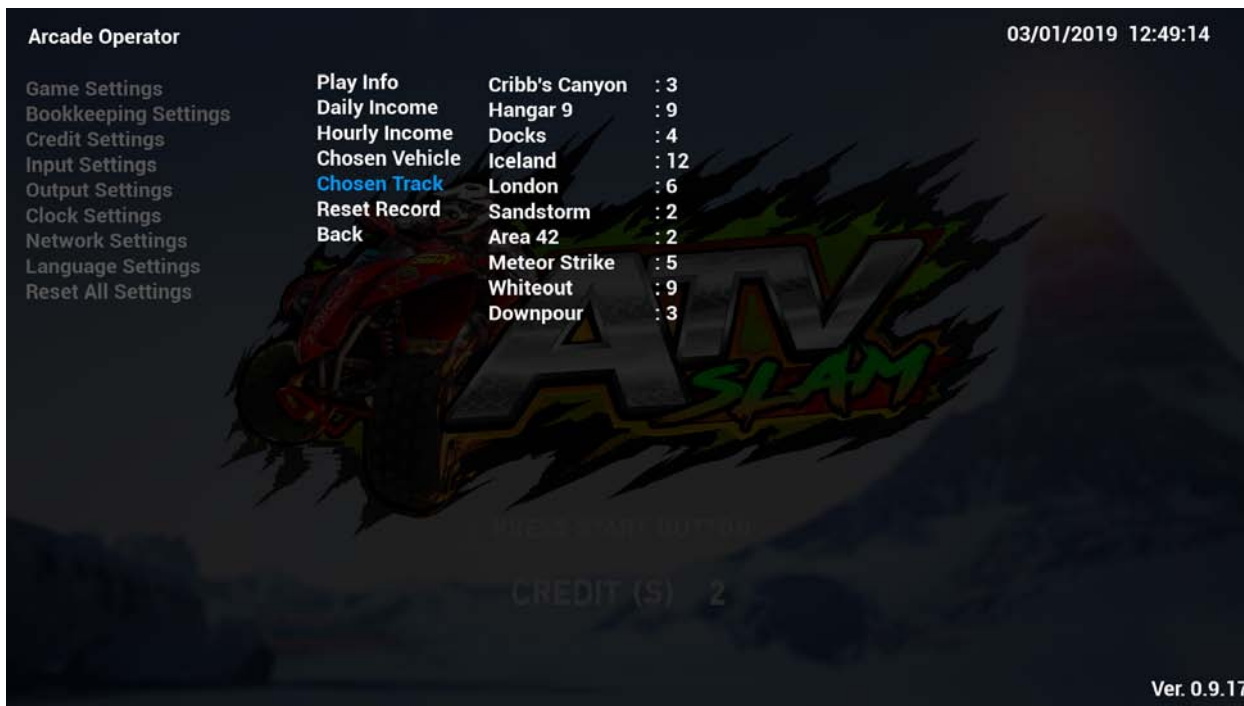 Arcade Operator
03/01/2019 12:49:14
Game Settings
Bookkeeping Settings
Credit Settings
Input Settings
Output Settings
Clock Settings
Network Settings
Language Settings
Reset All Settings
Play Info
Daily Income
Hourly Income
Chosen Vehicle
Chosen Track
Reset Record
Back
Cribb's Canyon : 3
Hangar 9 : 9
Docks : 4
Iceland : 12
London : 6
Sandstorm : 2
Area 42 : 2
Meteor Strike : 5
Whiteout : 9
Downpour : 3
ATV
SLAM
PRESS START BUTTON
CREDIT (S) 2
Ver. 0.9.17